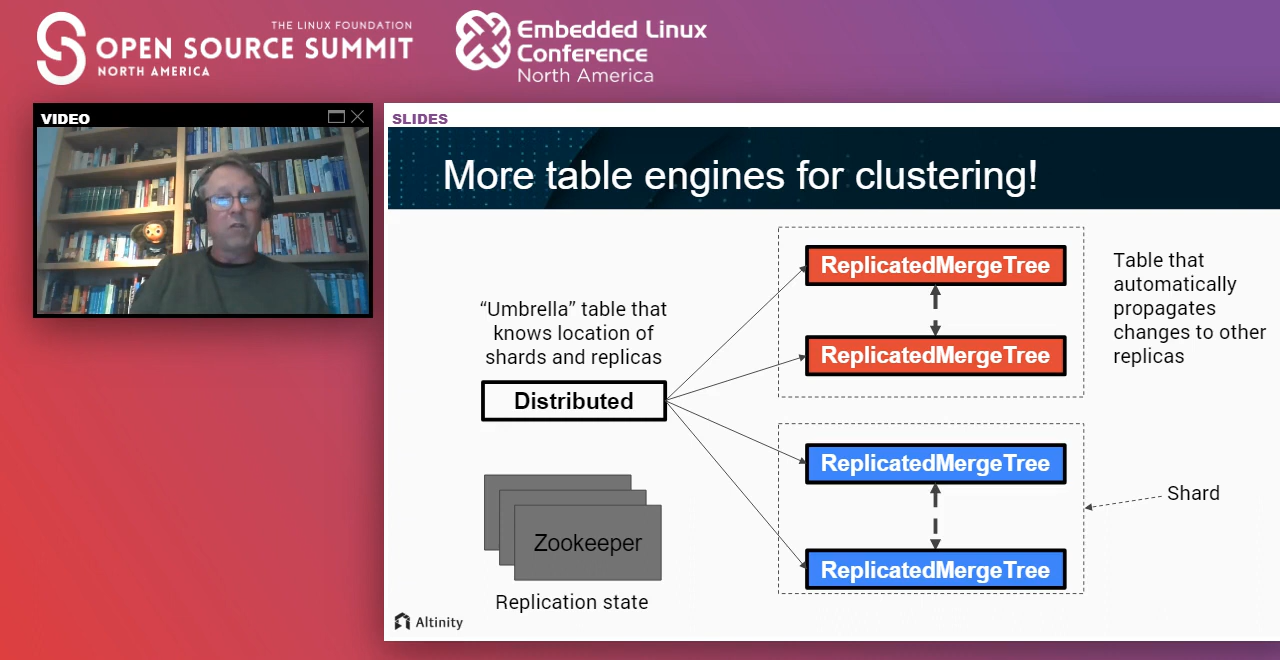 THE LINUX FOUNDATION
OPEN SOURCE SUMMIT
NORTH AMERICA
Embedded Linux
Conference
North America
VIDEO
SLIDES
More table engines for clustering!
“Umbrella” table that
knows location of
shards and replicas
Distributed
Zookeeper
Replication state
ReplicatedMergeTree
ReplicatedMergeTree
Table that
automatically
propagates
changes to other
replicas
ReplicatedMergeTree
ReplicatedMergeTree
Shard
Altinity